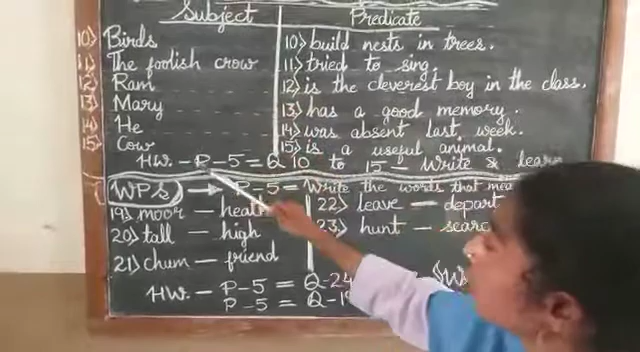 Subject Predicate
10) Birds 10) build nests in trees.
11) The foolish crow 11) tried to sing.
12) Ram 12) is the cleverest boy in the class.
13) Mary 13) has a good memory.
14) He 14) was absent last week.
15) Cow 15) is a useful animal.
HW. - P - 5 = Q 10 to 15 - Write & learn
WPS → P - 5 = Write the words that mea
19) moor - heath 22) leave - depart
20) tall - high 23) hunt - searc
21) chum - friend
HW. - P - 5 = Q - 24
P - 5 = Q - 19